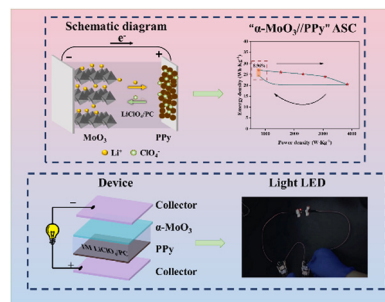 Schematic diagram
"α-MoO₃//PPy" ASC
e⁻
−
+
LiClO₄/PC
MoO₃
PPy
Li⁺
ClO₄⁻
Energy density (Wh·Kg⁻¹)
Power density (W·Kg⁻¹)
Device
Light LED
−
+
Collector
α-MoO₃
1M LiClO₄/PC
PPy
Collector